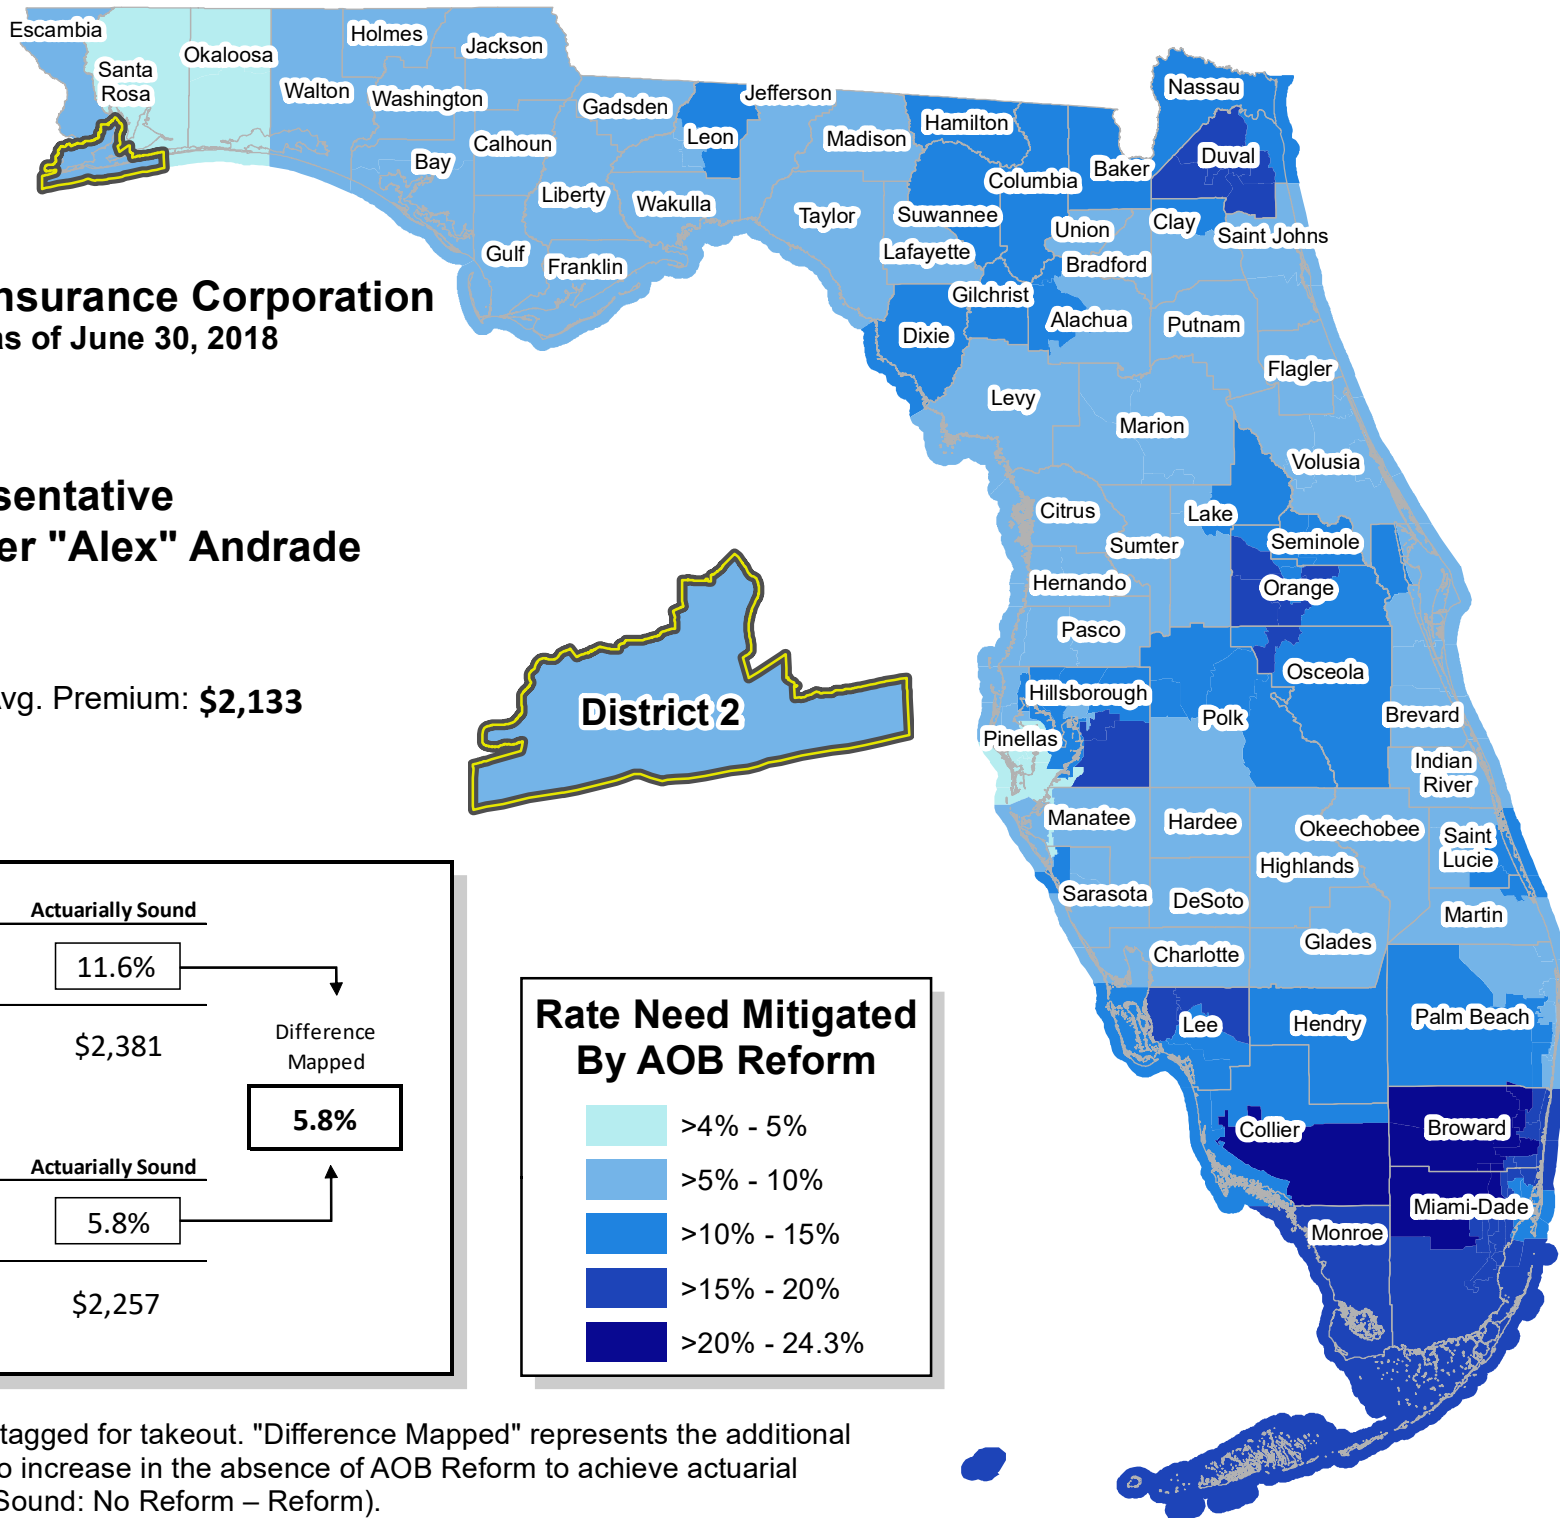 Escambia
Santa
Rosa
Okaloosa
Holmes
Jackson
Walton
Washington
Bay
Calhoun
Gadsden
Jefferson
Leon
Madison
Liberty
Wakulla
Taylor
Gulf
Franklin
Hamilton
Columbia
Baker
Nassau
Duval
Suwannee
Union
Clay
Saint Johns
Lafayette
Bradford
Gilchrist
Dixie
Alachua
Putnam
Flagler
Levy
Marion
Volusia
Citrus
Lake
Sumter
Seminole
Hernando
Orange
Pasco
Osceola
Hillsborough
Polk
Brevard
Pinellas
Indian
River
Manatee
Hardee
Okeechobee
Saint
Lucie
Highlands
Sarasota
DeSoto
Martin
Glades
Charlotte
Lee
Hendry
Palm Beach
Collier
Broward
Miami-Dade
Monroe
nsurance Corporation
as of June 30, 2018
sentative
er "Alex" Andrade
vg. Premium: $2,133
District 2
Actuarially Sound
11.6%
$2,381
Difference
Mapped
5.8%
Actuarially Sound
5.8%
$2,257
Rate Need Mitigated
By AOB Reform
>4% - 5%
>5% - 10%
>10% - 15%
>15% - 20%
>20% - 24.3%
tagged for takeout. "Difference Mapped" represents the additional
o increase in the absence of AOB Reform to achieve actuarial
Sound: No Reform – Reform).